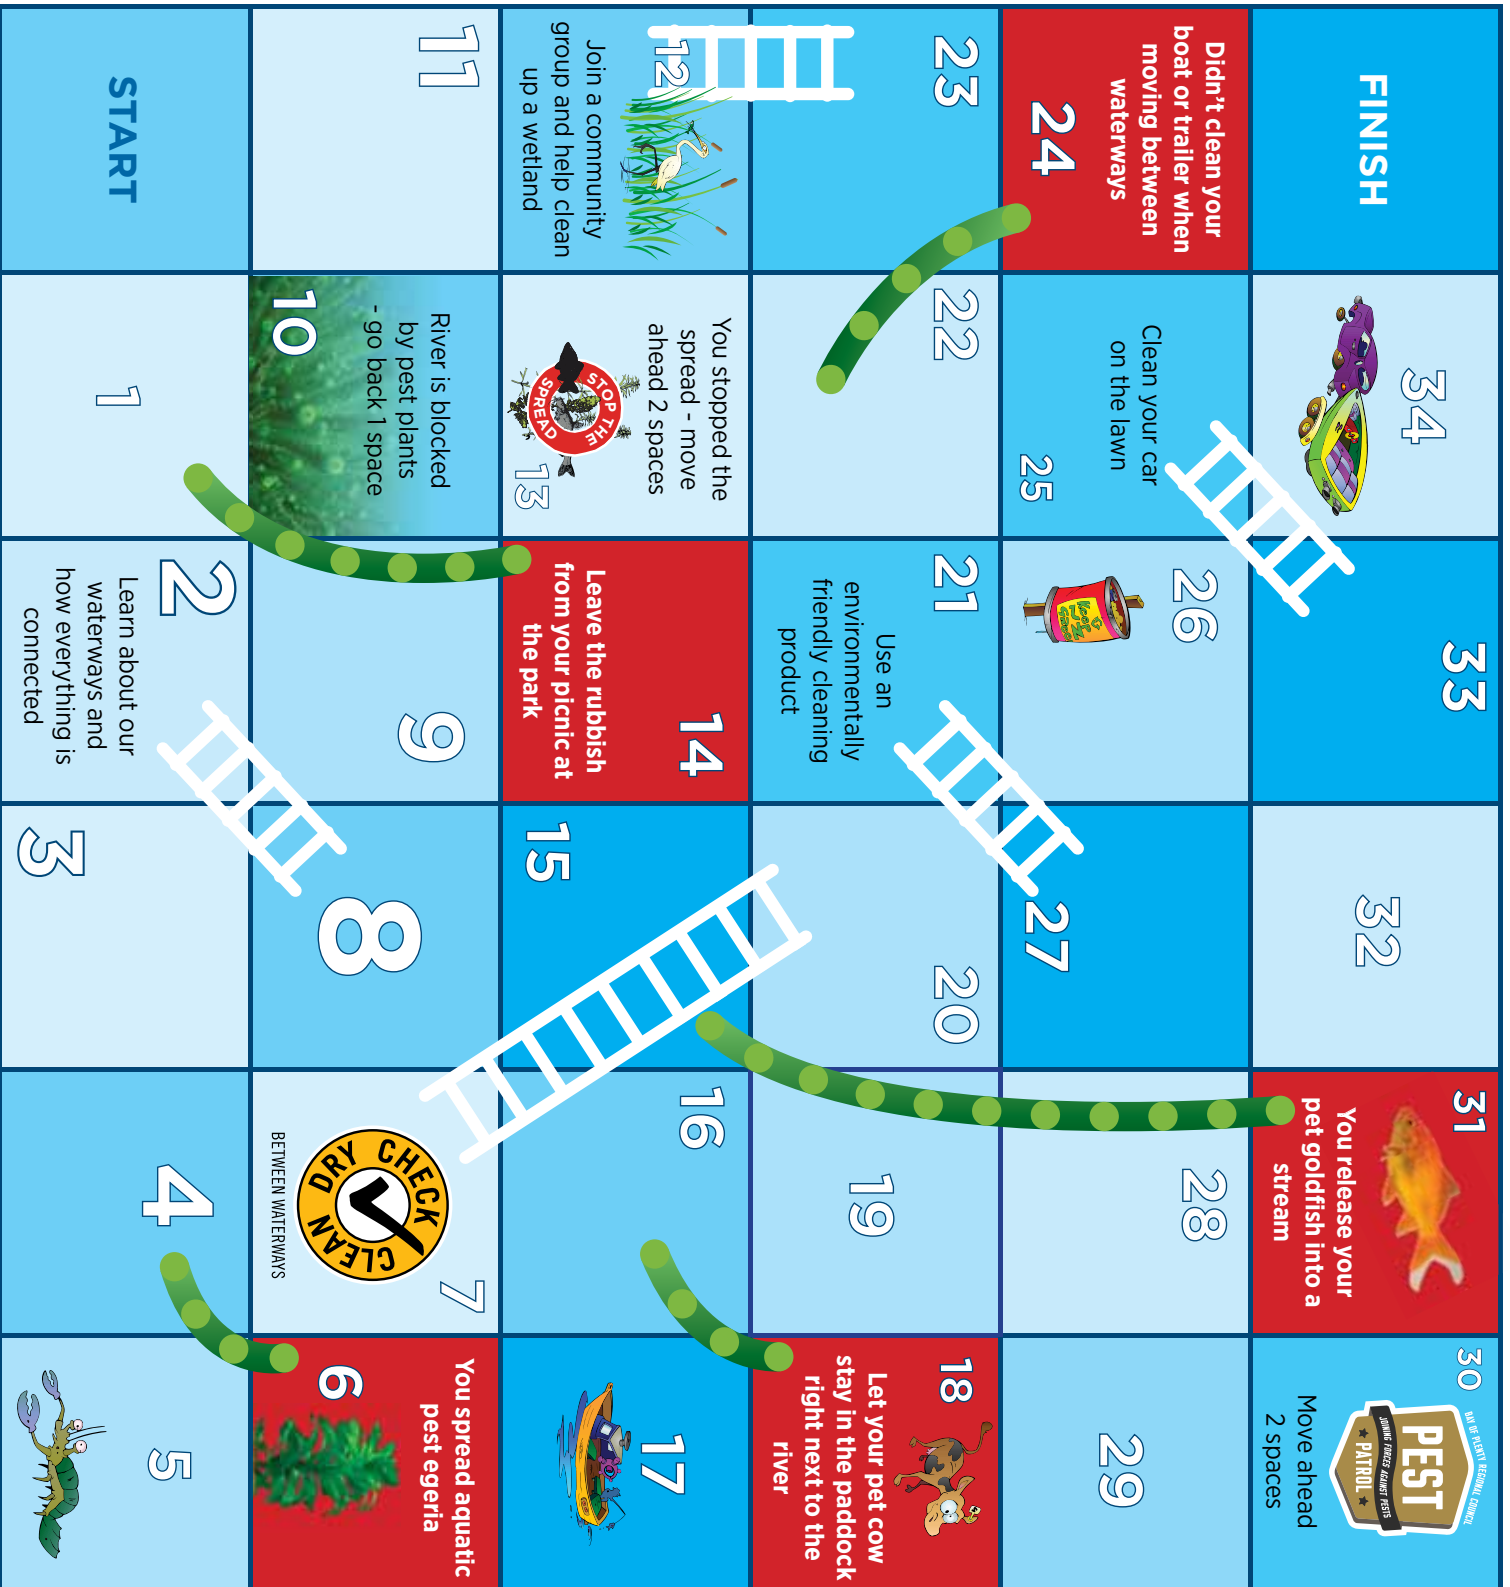 FINISH
34
33
32
31
You release your
pet goldfish into a
stream
30
BAY OF PLENTY REGIONAL COUNCIL
PEST
JOINING FORCES AGAINST PESTS
PATROL
Move ahead
2 spaces
Didn't clean your
boat or trailer when
moving between
waterways
24
Clean your car
on the lawn
25
26
27
28
29
23
22
21
Use an
environmentally
friendly cleaning
product
20
19
18
Let your pet cow
stay in the paddock
right next to the
river
12
Join a community
group and help clean
up a wetland
You stopped the
spread - move
ahead 2 spaces
STOP THE
SPREAD
13
14
Leave the rubbish
from your picnic at
the park
15
16
17
11
River is blocked
by pest plants
- go back 1 space
10
9
8
7
CHECK
CLEAN
DRY
BETWEEN WATERWAYS
You spread aquatic
pest egeria
6
START
1
2
Learn about our
waterways and
how everything is
connected
3
4
5